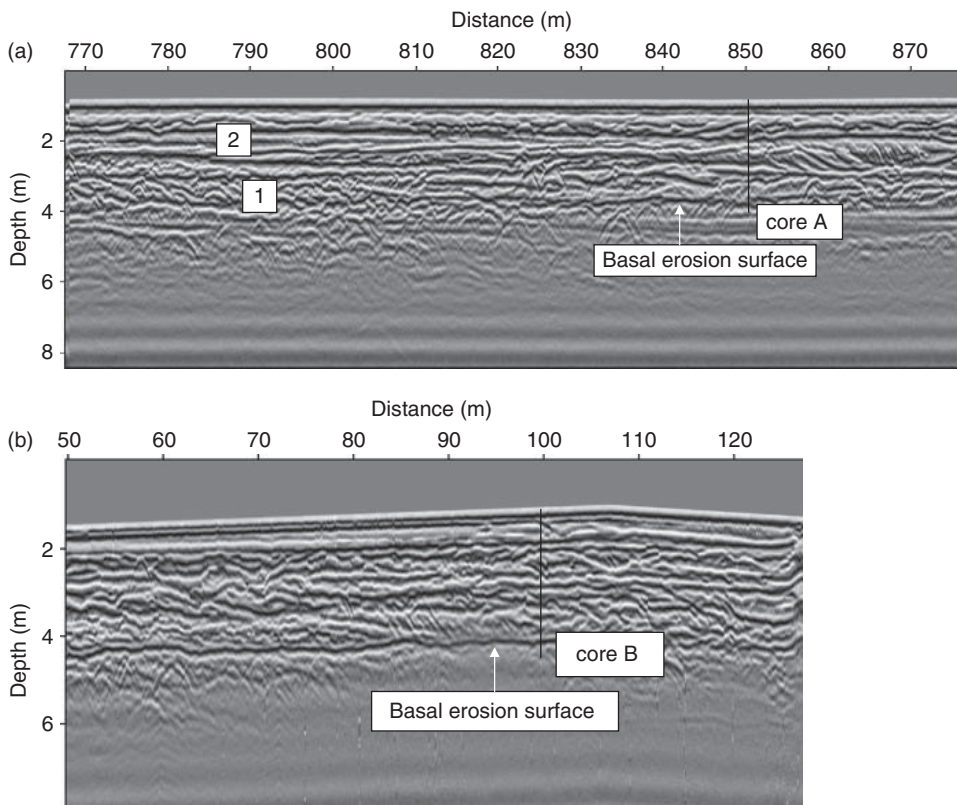 Distance (m)
(a)
770 780 790 800 810 820 830 840 850 860 870
2
2
1
4
core A
Basal erosion surface
Depth (m)
6
8
Distance (m)
(b)
50 60 70 80 90 100 110 120
2
4
core B
Basal erosion surface
Depth (m)
6